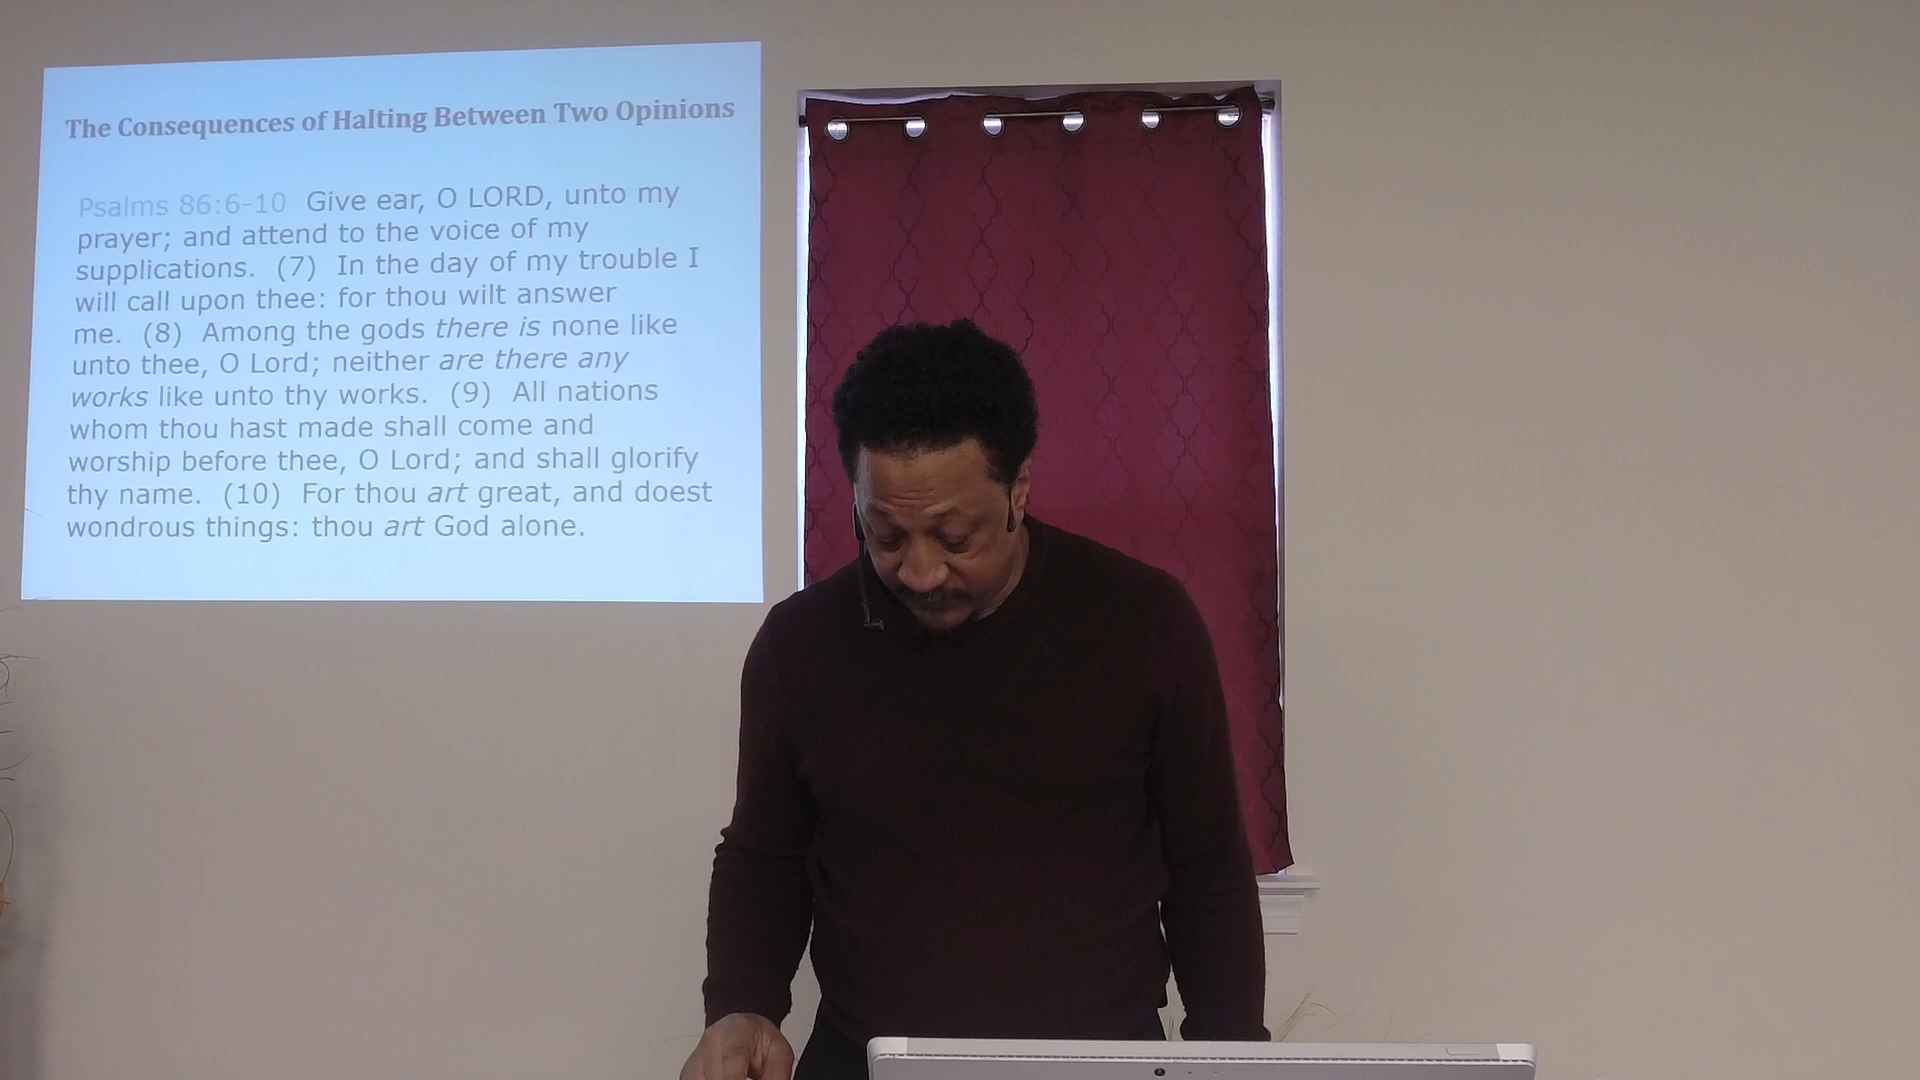 The Consequences of Halting Between Two Opinions
Psalms 86:6-10  Give ear, O LORD, unto my
prayer; and attend to the voice of my
supplications.  (7)  In the day of my trouble I
will call upon thee: for thou wilt answer
me.  (8)  Among the gods there is none like
unto thee, O Lord; neither are there any
works like unto thy works.  (9)  All nations
whom thou hast made shall come and
worship before thee, O Lord; and shall glorify
thy name.  (10)  For thou art great, and doest
wondrous things: thou art God alone.